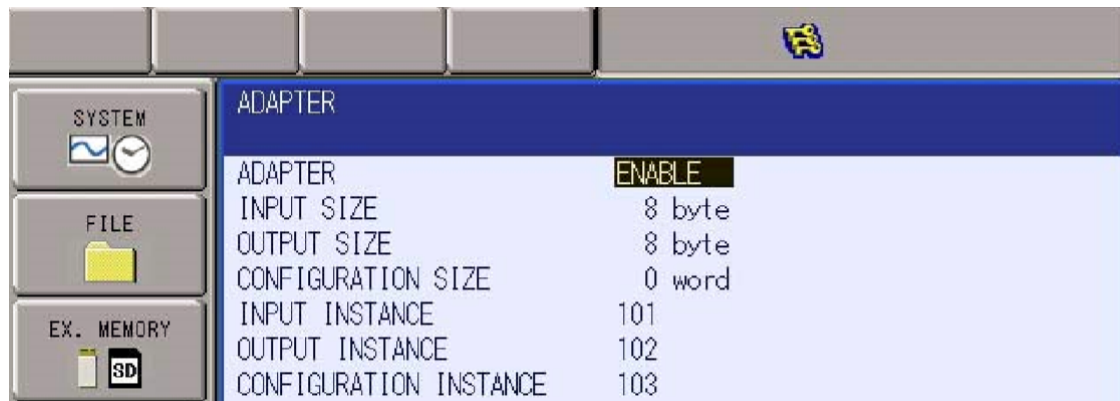 SYSTEM
FILE
EX. MEMORY
SD
ADAPTER
ADAPTER ENABLE
INPUT SIZE 8 byte
OUTPUT SIZE 8 byte
CONFIGURATION SIZE 0 word
INPUT INSTANCE 101
OUTPUT INSTANCE 102
CONFIGURATION INSTANCE 103